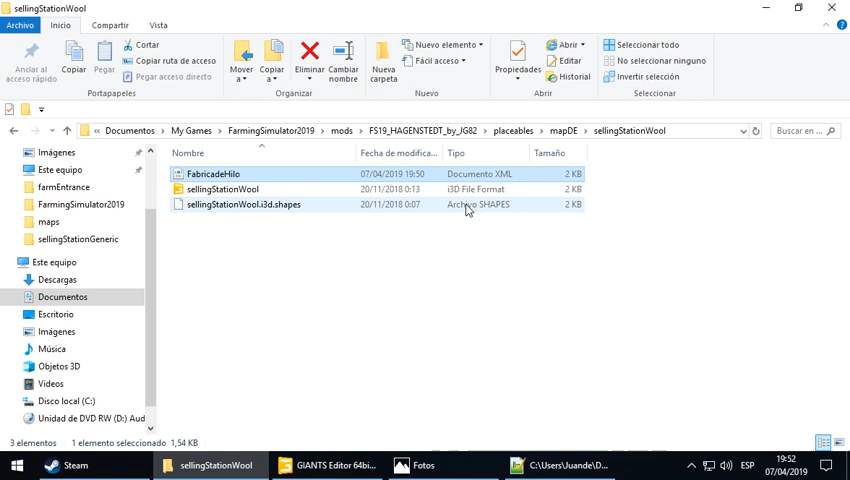 sellingStationWool
Archivo Inicio Compartir Vista
Anclar al acceso rápido
Copiar
Pegar
Cortar
Copiar ruta de acceso
Pegar acceso directo
Portapapeles
Mover a
Copiar a
Eliminar
Cambiar nombre
Organizar
Nueva carpeta
Nuevo elemento
Fácil acceso
Nuevo
Propiedades
Abrir
Editar
Historial
Abrir
Seleccionar todo
No seleccionar ninguno
Invertir selección
Seleccionar
« Documentos > My Games > FarmingSimulator2019 > mods > FS19_HAGENSTEDT_by_JG82 > placeables > mapDE > sellingStationWool
Buscar en ...
Nombre Fecha de modifica... Tipo Tamaño
FabricadeHilo 07/04/2019 19:50 Documento XML 2 KB
sellingStationWool 20/11/2018 0:13 i3D File Format 2 KB
sellingStationWool.i3d.shapes 20/11/2018 0:07 Archivo SHAPES 2 KB
Imágenes
Este equipo
farmEntrance
FarmingSimulator2019
maps
sellingStationGeneric
Este equipo
Descargas
Documentos
Escritorio
Imágenes
Música
Objetos 3D
Videos
Disco local (C:)
Unidad de DVD RW (D:) Aud
3 elementos 1 elemento seleccionado 1,54 KB
Steam
sellingStationWool
GIANTS Editor 64bi...
Fotos
C:\Users\Juande\D...
ESP
19:52
07/04/2019